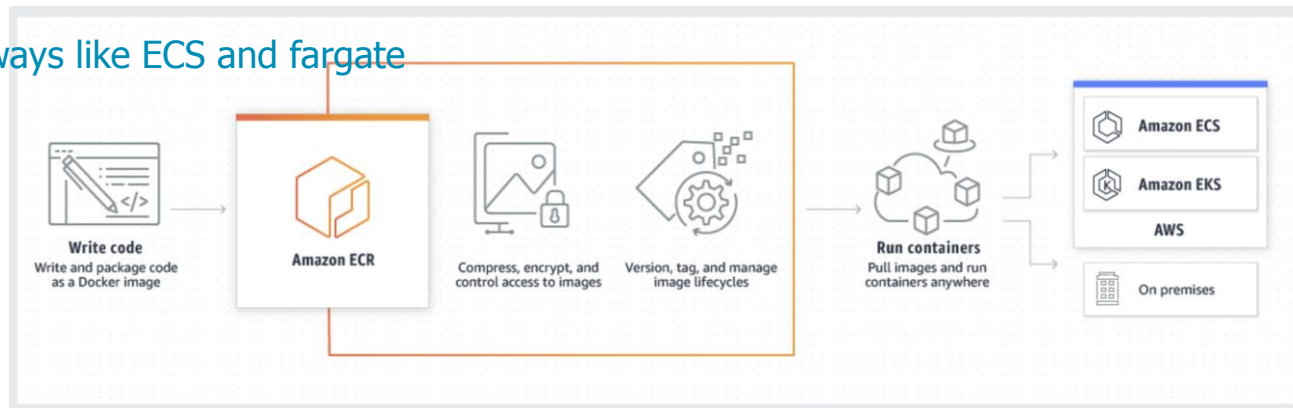 ways like ECS and fargate
</>
Write code
Write and package code
as a Docker image
Amazon ECR
Compress, encrypt, and
control access to images
Version, tag, and manage
image lifecycles
Run containers
Pull images and run
containers anywhere
Amazon ECS
K
Amazon EKS
AWS
On premises